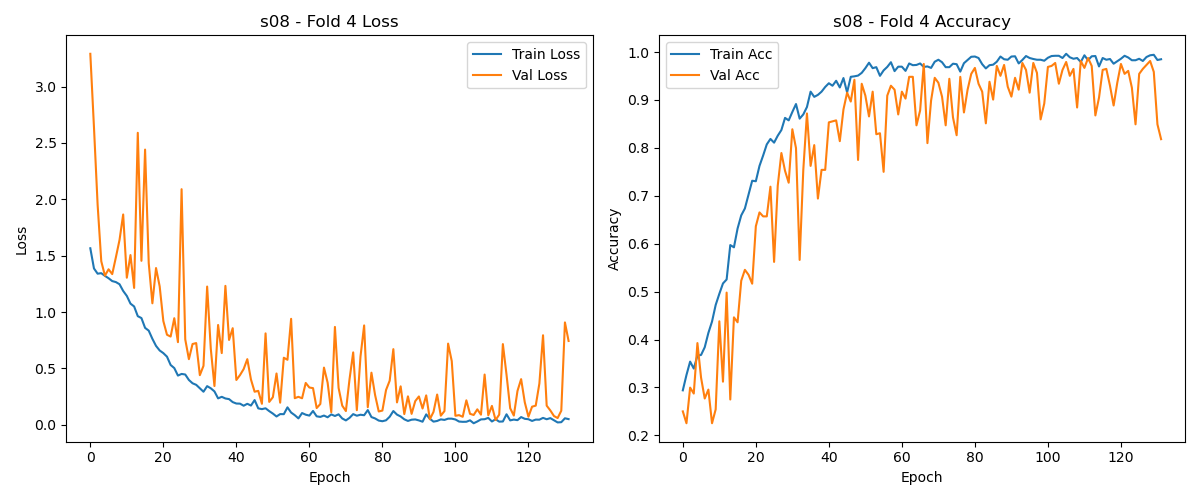 s08 - Fold 4 Loss
Train Loss
Val Loss
Loss
3.0
2.5
2.0
1.5
1.0
0.5
0.0
0 20 40 60 80 100 120
Epoch
s08 - Fold 4 Accuracy
Train Acc
Val Acc
Accuracy
1.0
0.9
0.8
0.7
0.6
0.5
0.4
0.3
0.2
0 20 40 60 80 100 120
Epoch